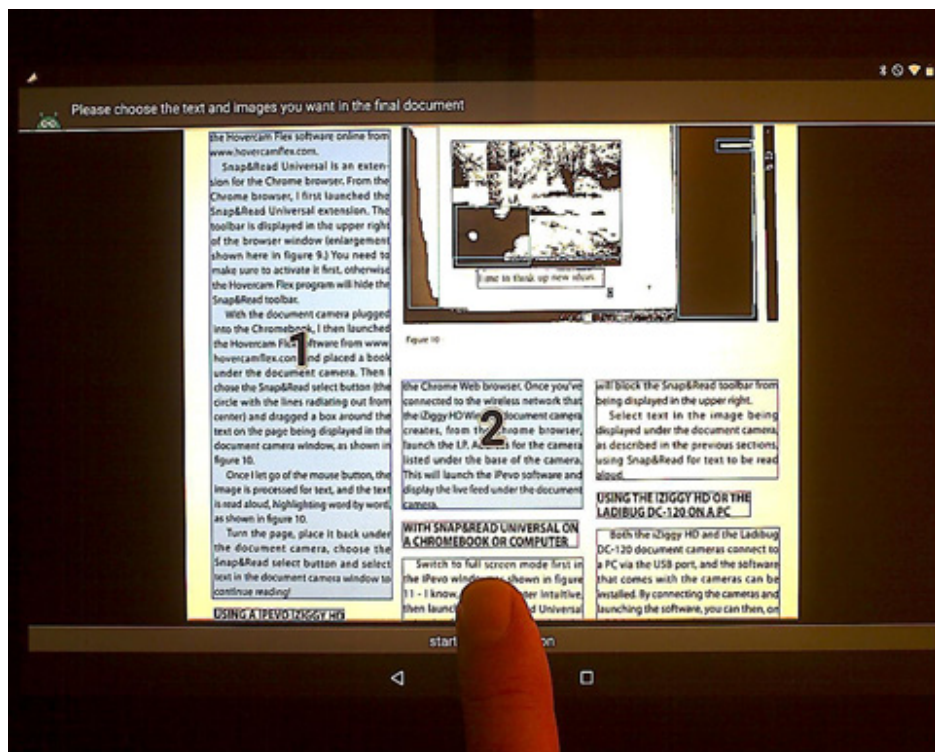 Please choose the text and images you want in the final document
the Hovercam Flex software online from
www.hovercamflex.com.
Snap&Read Universal is an exten-
sion for the Chrome browser. From the
Chrome browser, I first launched the
Snap&Read Universal extension. The
toolbar is displayed in the upper right
of the browser window (enlargement
shown here in figure 9.) You need to
make sure to activate it first, otherwise
the Hovercam Flex program will hide the
Snap&Read toolbar.
With the document camera plugged
into the Chromebook, I then launched
the Hovercam Flex software from www.
hovercamflex.com and placed a book
under the document camera. Then I
chose the Snap&Read select button (the
circle with the lines radiating out from
center) and dragged a box around the
text on the page being displayed in the
document camera window, as shown in
figure 10.
Once I let go of the mouse button, the
image is processed for text, and the text
is read aloud, highlighting word by word,
as shown in figure 10.
Turn the page, place it back under
the document camera, choose the
Snap&Read select button and select
text in the document camera window to
continue reading!
USING A IPEVO IZIGGY HD
1
time to think up new ideas.
Figure 10
the Chrome Web browser. Once you've
connected to the wireless network that
the iZiggy HD document camera
creates, from the Chrome browser,
launch the I.P. for the camera
listed under the base of the camera.
This will launch the iPevo software and
display the live feed under the document
camera.
2
WITH SNAP&READ UNIVERSAL ON
A CHROMEBOOK OR COMPUTER
Switch to full screen mode first in
the iPevo shown in figure
11 - I know, intuitive,
then Universal
will block the Snap&Read toolbar from
being displayed in the upper right.
Select text in the image being
displayed under the document camera,
as described in the previous sections,
using Snap&Read for text to be read
aloud.
USING THE IZIGGY HD OR THE
LADIBUG DC-120 ON A PC
Both the iZiggy HD and the Ladibug
DC-120 document cameras connect to
a PC via the USB port, and the software
that comes with the cameras can be
installed. By connecting the cameras and
launching the software, you can then, on
start